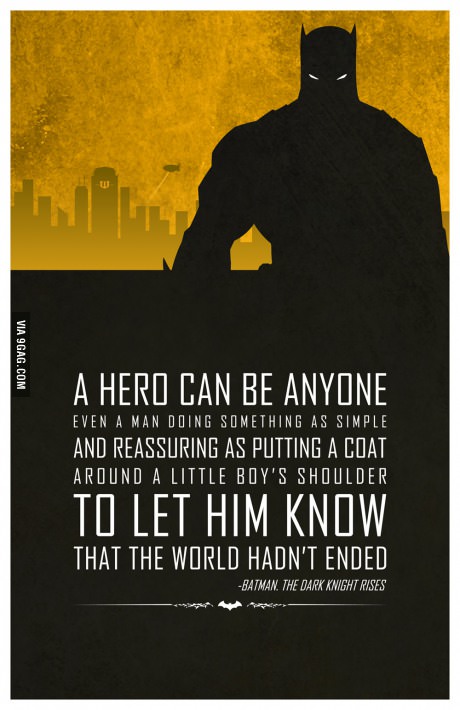 VIA 9GAG.COM
A HERO CAN BE ANYONE
EVEN A MAN DOING SOMETHING AS SIMPLE
AND REASSURING AS PUTTING A COAT
AROUND A LITTLE BOY'S SHOULDER
TO LET HIM KNOW
THAT THE WORLD HADN'T ENDED
-BATMAN. THE DARK KNIGHT RISES